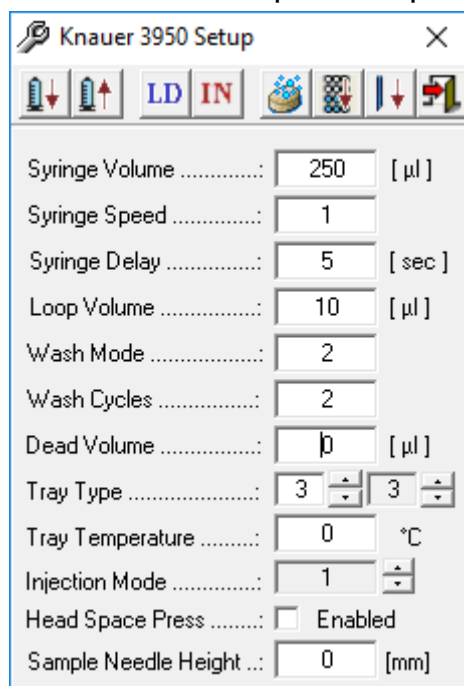 Knauer 3950 Setup
LD IN
Syringe Volume .............: 250 [ µl ]
Syringe Speed ..............: 1
Syringe Delay ...............: 5 [ sec ]
Loop Volume ................: 10 [ µl ]
Wash Mode ..................: 2
Wash Cycles ................: 2
Dead Volume ...............: 0 [ µl ]
Tray Type .....................: 3 3
Tray Temperature .........: 0 °C
Injection Mode .............: 1
Head Space Press ........: Enabled
Sample Needle Height ..: 0 [mm]